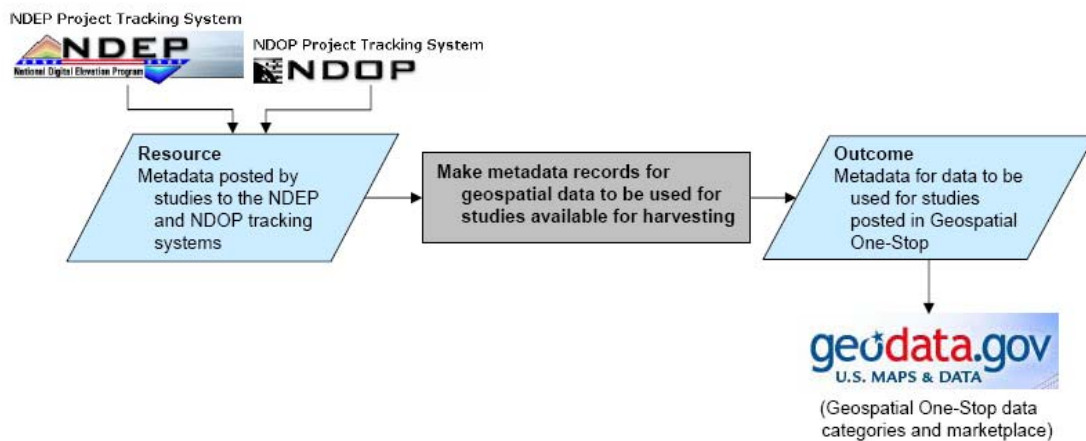 NDEP Project Tracking System
NDEP
National Digital Elevation Program
NDOP Project Tracking System
NDOP
Resource
Metadata posted by
studies to the NDEP
and NDOP tracking
systems
Make metadata records for
geospatial data to be used for
studies available for harvesting
Outcome
Metadata for data to be
used for studies
posted in Geospatial
One-Stop
geodata.gov
U.S. MAPS & DATA
(Geospatial One-Stop data
categories and marketplace)